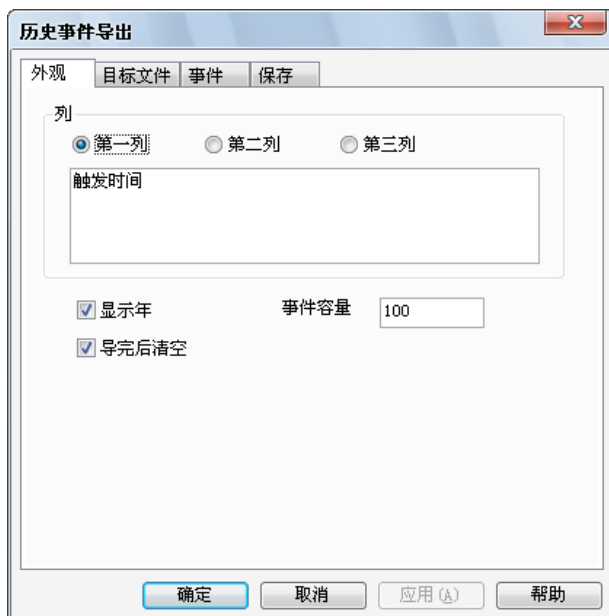 历史事件导出
外观 目标文件 事件 保存
列
第一列 第二列 第三列
触发时间
显示年 事件容量 100
导完后清空
确定 取消 应用(A) 帮助